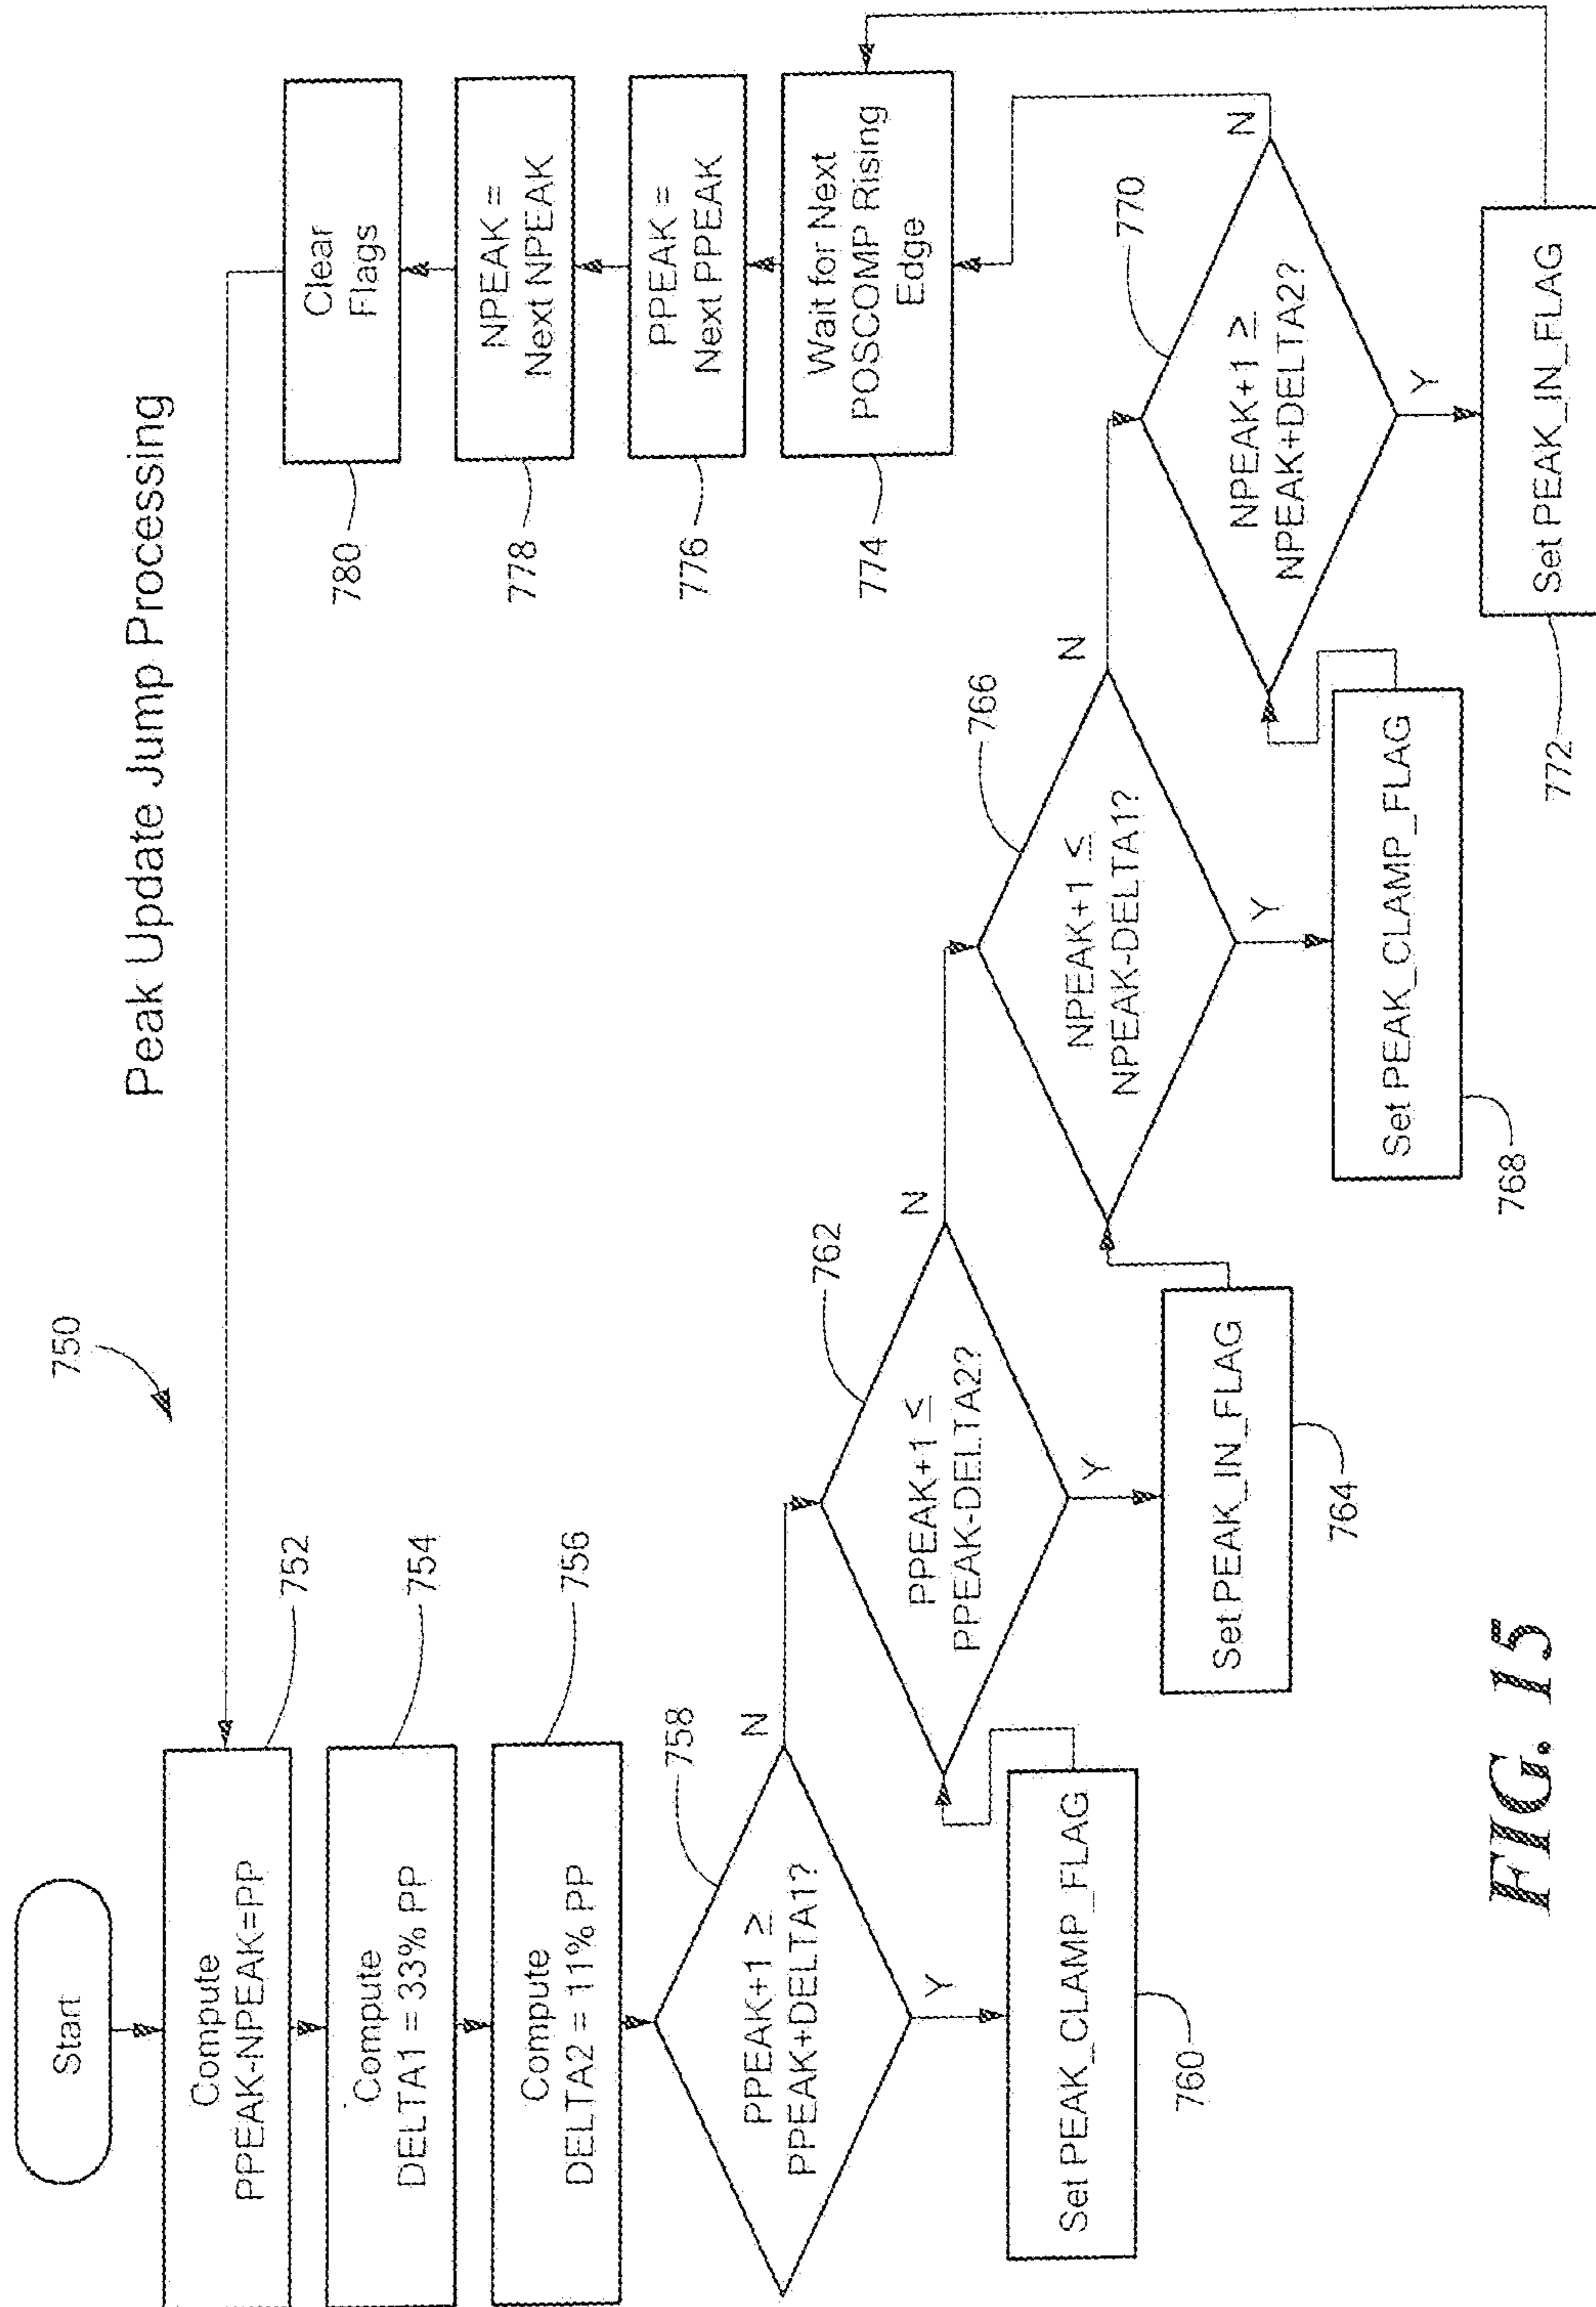 Peak Update Jump Processing
750
Start
Compute
PPEAK-NPEAK=PP
752
Compute
DELTA1 = 33% PP
754
Compute
DELTA2 = 11% PP
756
PPEAK+1 ≥
PPEAK+DELTA1?
758
N
Y
Set PEAK_CLAMP_FLAG
760
PPEAK+1 ≤
PPEAK-DELTA2?
762
N
Y
Set PEAK_IN_FLAG
764
NPEAK+1 ≤
NPEAK-DELTA1?
766
N
Y
Set PEAK_CLAMP_FLAG
768
NPEAK+1 ≥
NPEAK+DELTA2?
770
N
Y
Set PEAK_IN_FLAG
772
Wait for Next
POSCOMP Rising
Edge
774
PPEAK =
Next PPEAK
776
NPEAK =
Next NPEAK
778
Clear
Flags
780
FIG. 15